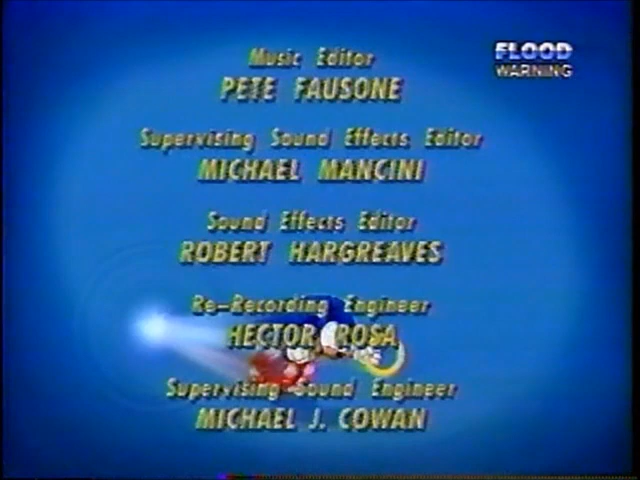 FLOOD
WARNING
Music Editor
PETE FAUSONE
Supervising Sound Effects Editor
MICHAEL MANCINI
Sound Effects Editor
ROBERT HARGREAVES
Re-Recording Engineer
HECTOR ROSA
Supervising Sound Engineer
MICHAEL J. COWAN